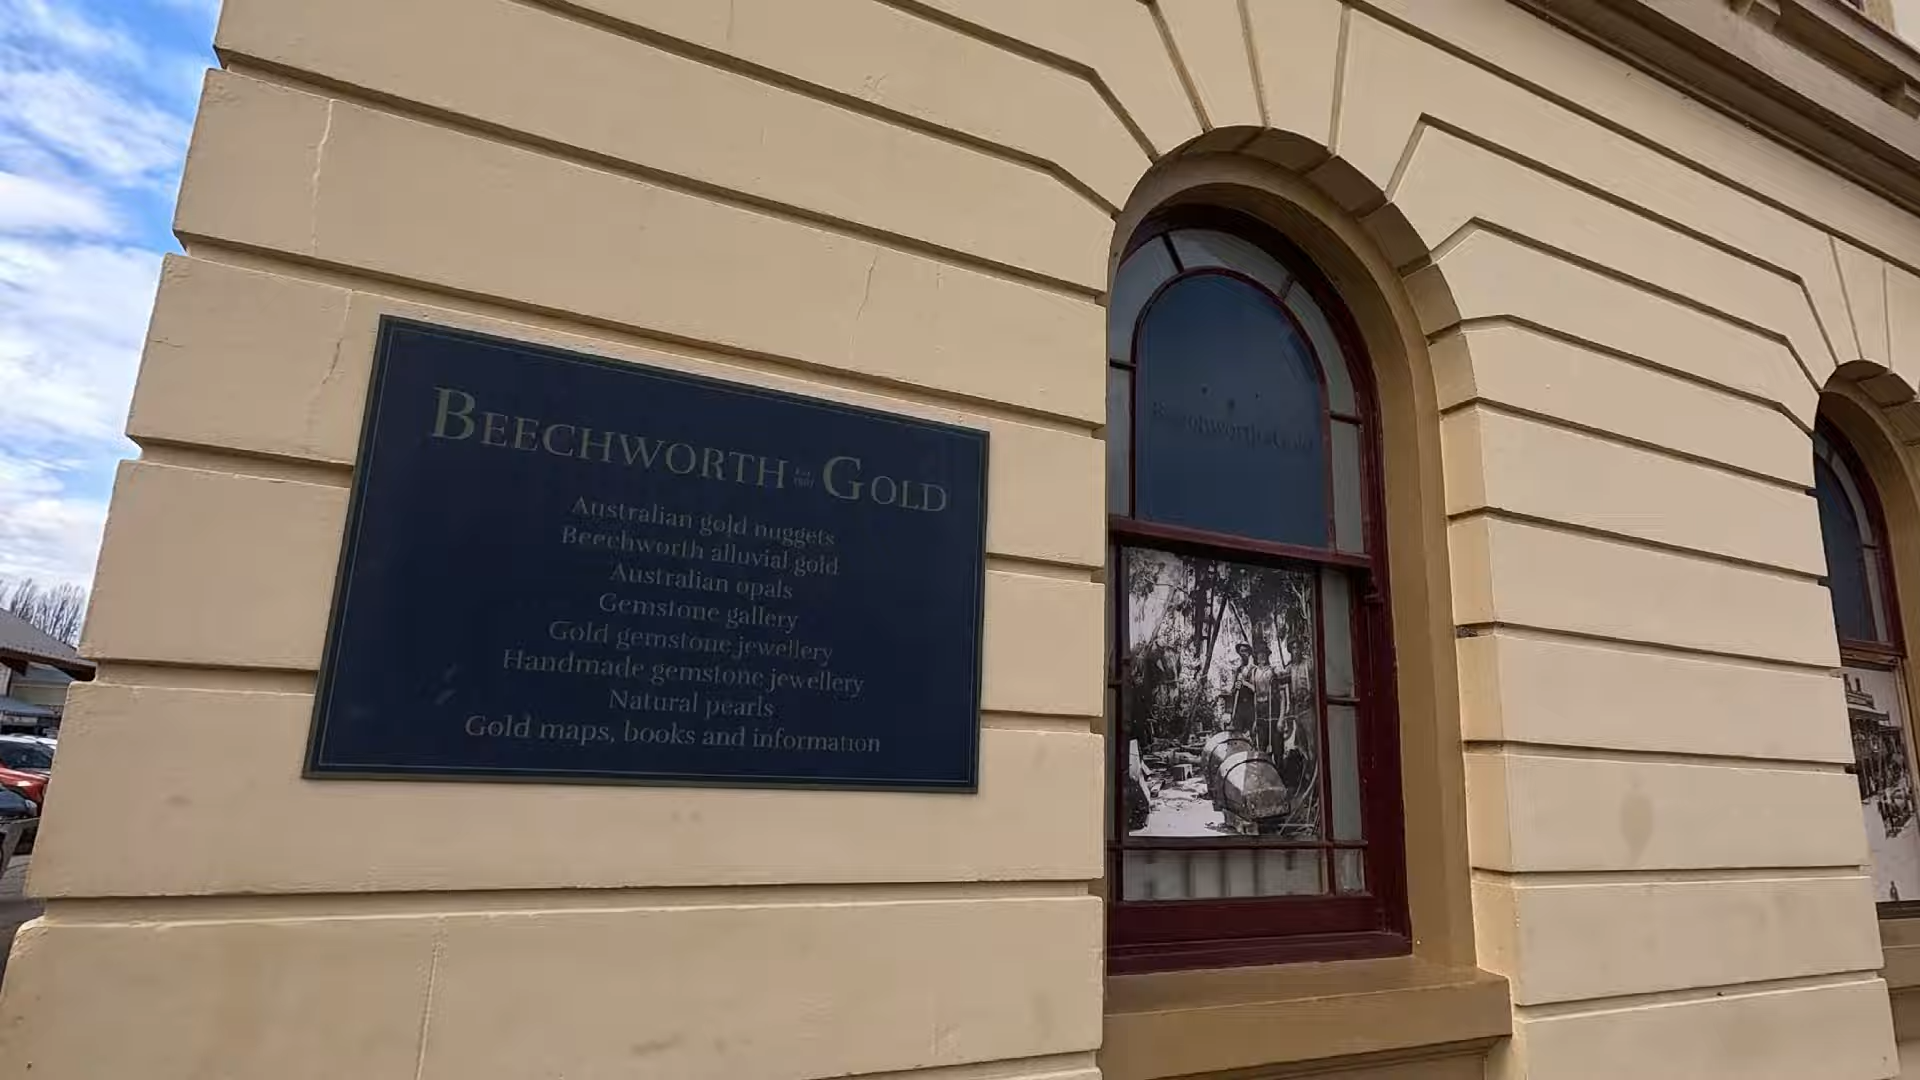 BEECHWORTH GOLD
Australian gold nuggets
Beechworth alluvial gold
Australian opals
Gemstone gallery
Gold gemstone jewellery
Handmade gemstone jewellery
Natural pearls
Gold maps, books and information
Beechworth Gold